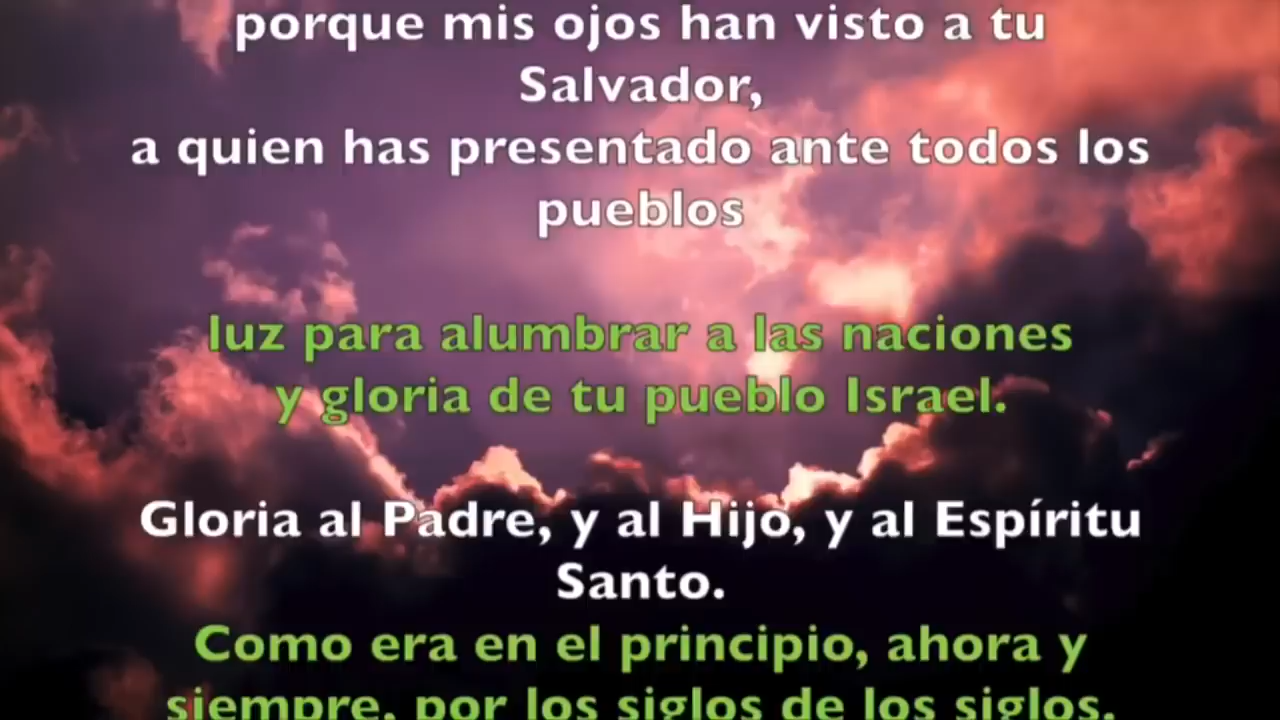 porque mis ojos han visto a tu
Salvador,
a quien has presentado ante todos los
pueblos
luz para alumbrar a las naciones
y gloria de tu pueblo Israel.
Gloria al Padre, y al Hijo, y al Espíritu
Santo.
Como era en el principio, ahora y
siempre, por los siglos de los siglos.